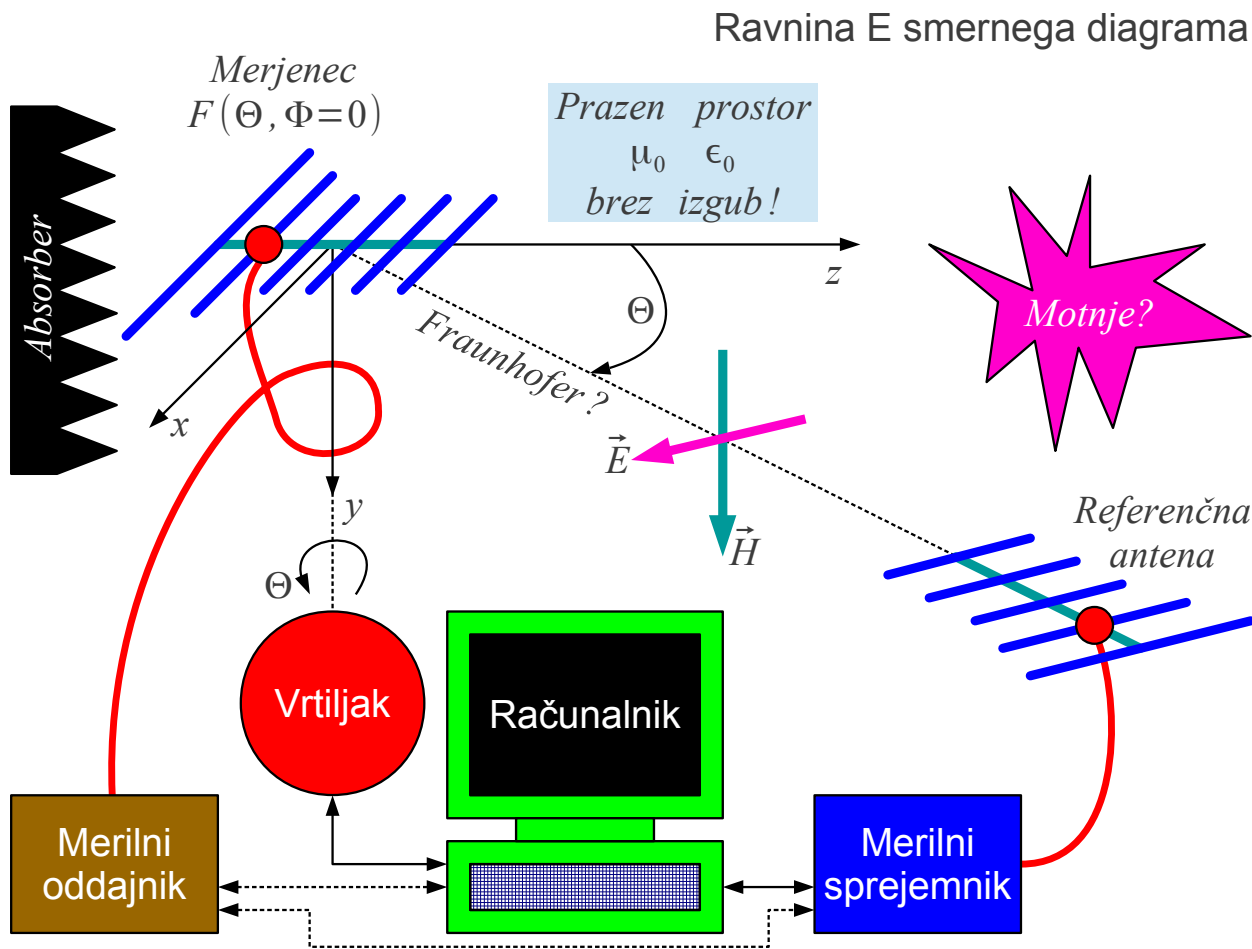 Ravnina E smernega diagrama
Merjenec
F(Θ, Φ=0)
Prazen prostor
μ₀ ϵ₀
brez izgub!
Absorber
z
Θ
Motnje?
Fraunhofer?
x
E⃗
y
H⃗
Referenčna
antena
Θ
Vrtiljak
Računalnik
Merilni
oddajnik
Merilni
sprejemnik